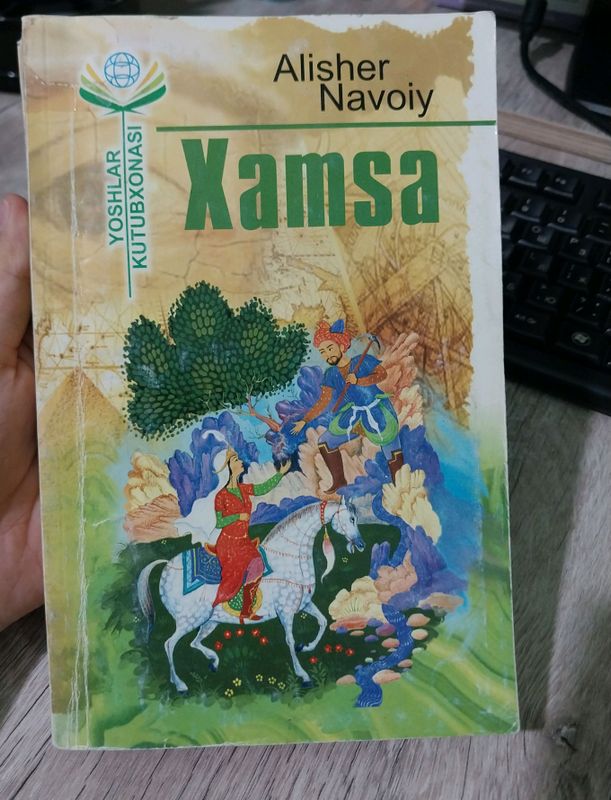 Alisher
Navoiy
YOSHLAR
KUTUBXONASI
Xamsa